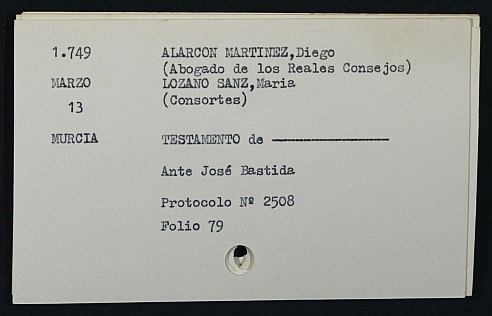 1.749 ALARCON MARTINEZ,Diego
(Abogado de los Reales Consejos)
MARZO LOZANO SANZ,Maria
13 (Consortes)
MURCIA TESTAMENTO de ----------------
Ante José Bastida
Protocolo Nº 2508
Folio 79